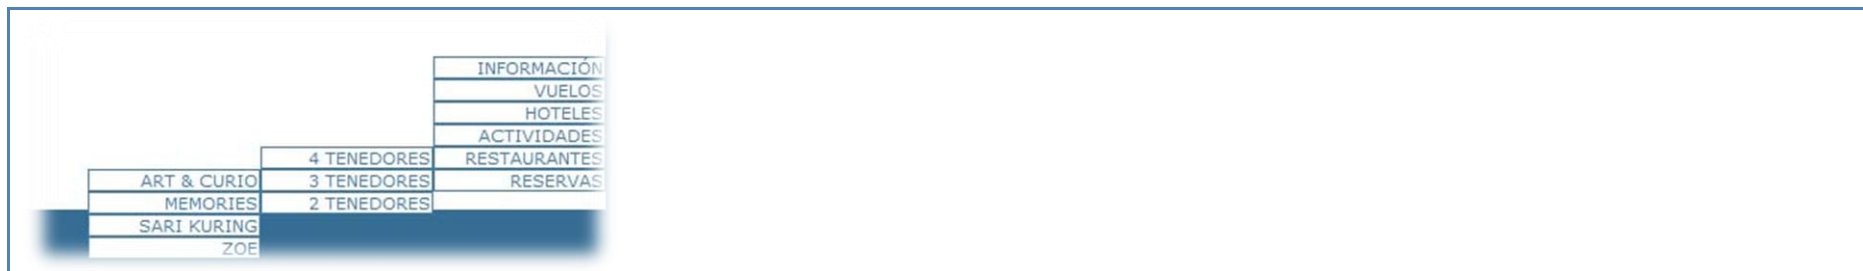 INFORMACIÓN
VUELOS
HOTELES
ACTIVIDADES
4 TENEDORES
RESTAURANTES
ART & CURIO
3 TENEDORES
RESERVAS
MEMORIES
2 TENEDORES
SARI KURING
ZOE